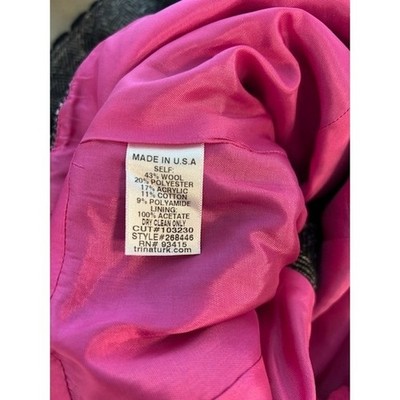 MADE IN U.S.A
SELF:
43% WOOL
20% POLYESTER
17% ACRYLIC
11% COTTON
9% POLYAMIDE
LINING:
100% ACETATE
DRY CLEAN ONLY
CUT#103230
STYLE#268446
RN# 93415
trinaturk.com